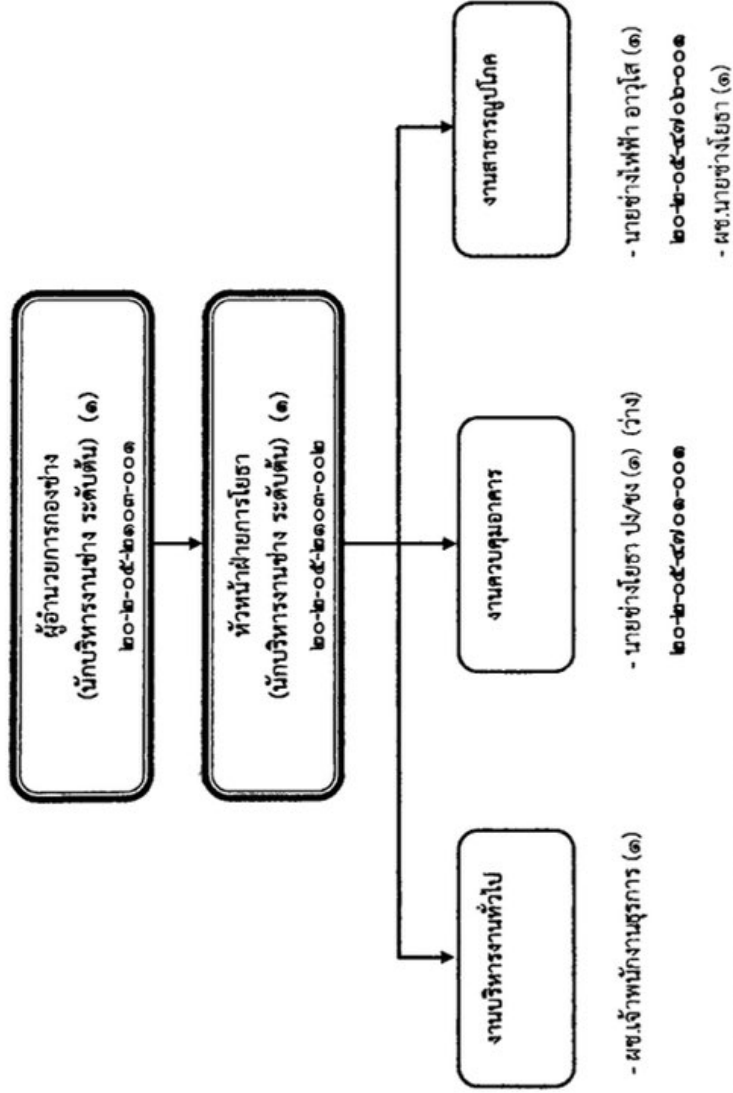 ผู้อำนวยการกองช่าง
(นักบริหารงานช่าง ระดับต้น) (๑)
๒๐-๒-๐๕-๒๑๐๓-๐๐๑
หัวหน้าฝ่ายการโยธา
(นักบริหารงานช่าง ระดับต้น) (๑)
๒๐-๒-๐๕-๒๑๐๓-๐๐๒
งานบริหารงานทั่วไป
- ผช.เจ้าพนักงานธุรการ (๑)
งานควบคุมอาคาร
- นายช่างโยธา ปง/ชง (๑) (ว่าง)
๒๐-๒-๐๕-๔๗๐๑-๐๐๑
งานสาธารณูปโภค
- นายช่างไฟฟ้า อาวุโส (๑)
๒๐-๒-๐๕-๔๗๐๖-๐๐๑
- ผช.นายช่างโยธา (๑)